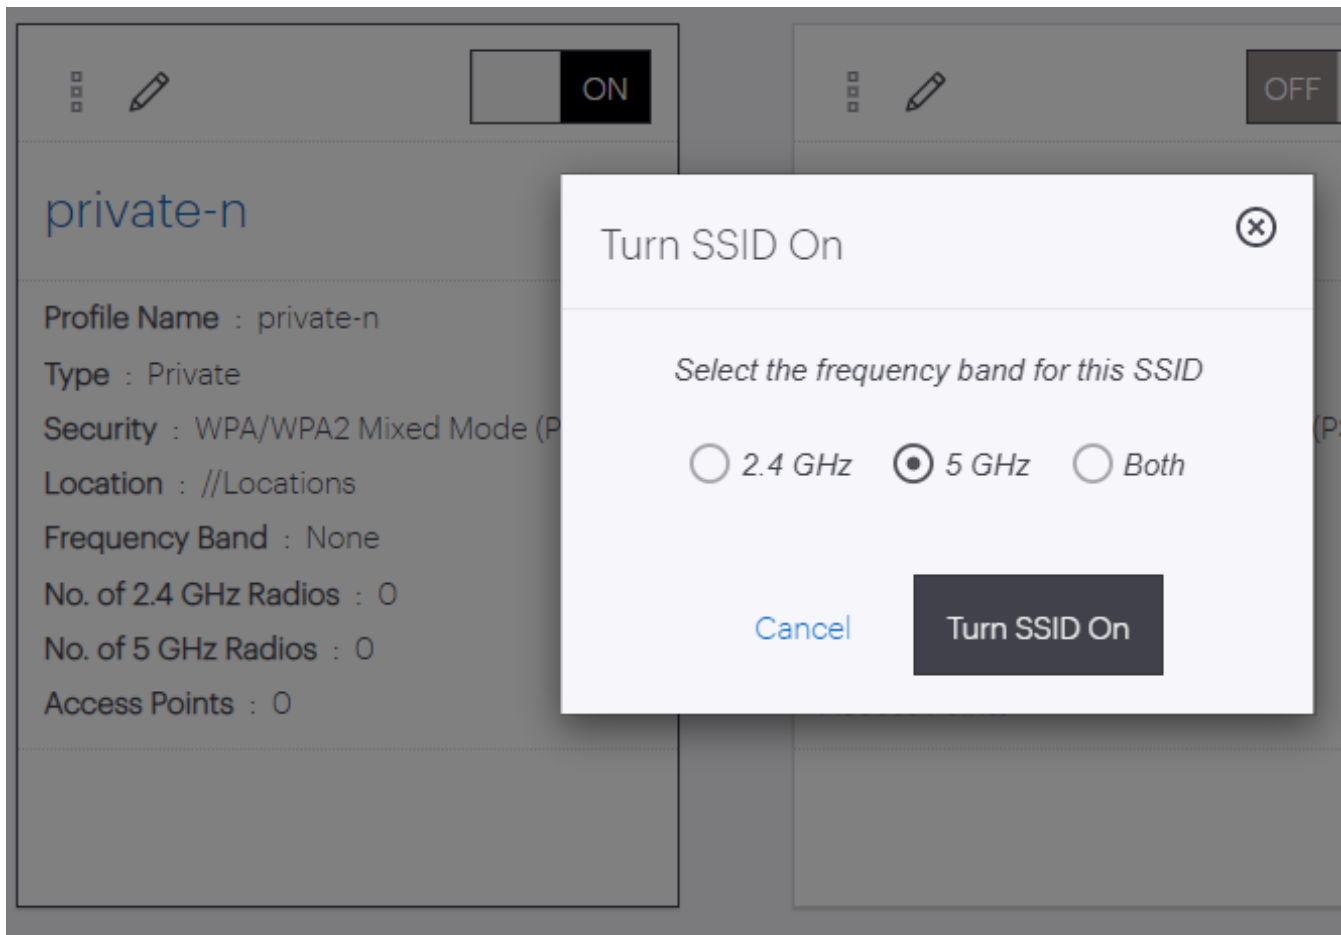 ON
OFF
private-n
Turn SSID On
Profile Name : private-n
Type : Private
Select the frequency band for this SSID
Security : WPA/WPA2 Mixed Mode (P
2.4 GHz 5 GHz Both
Location : //Locations
Frequency Band : None
No. of 2.4 GHz Radios : 0
No. of 5 GHz Radios : 0
Cancel Turn SSID On
Access Points : 0